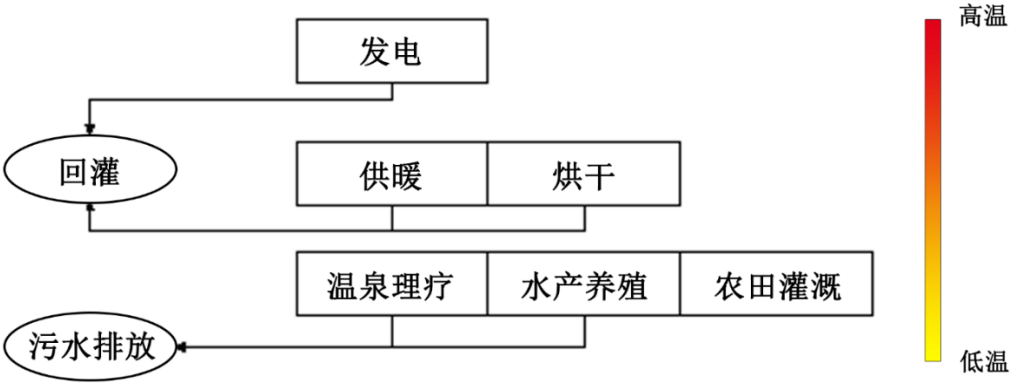 高温
发电
回灌
供暖 烘干
温泉理疗 水产养殖 农田灌溉
污水排放
低温